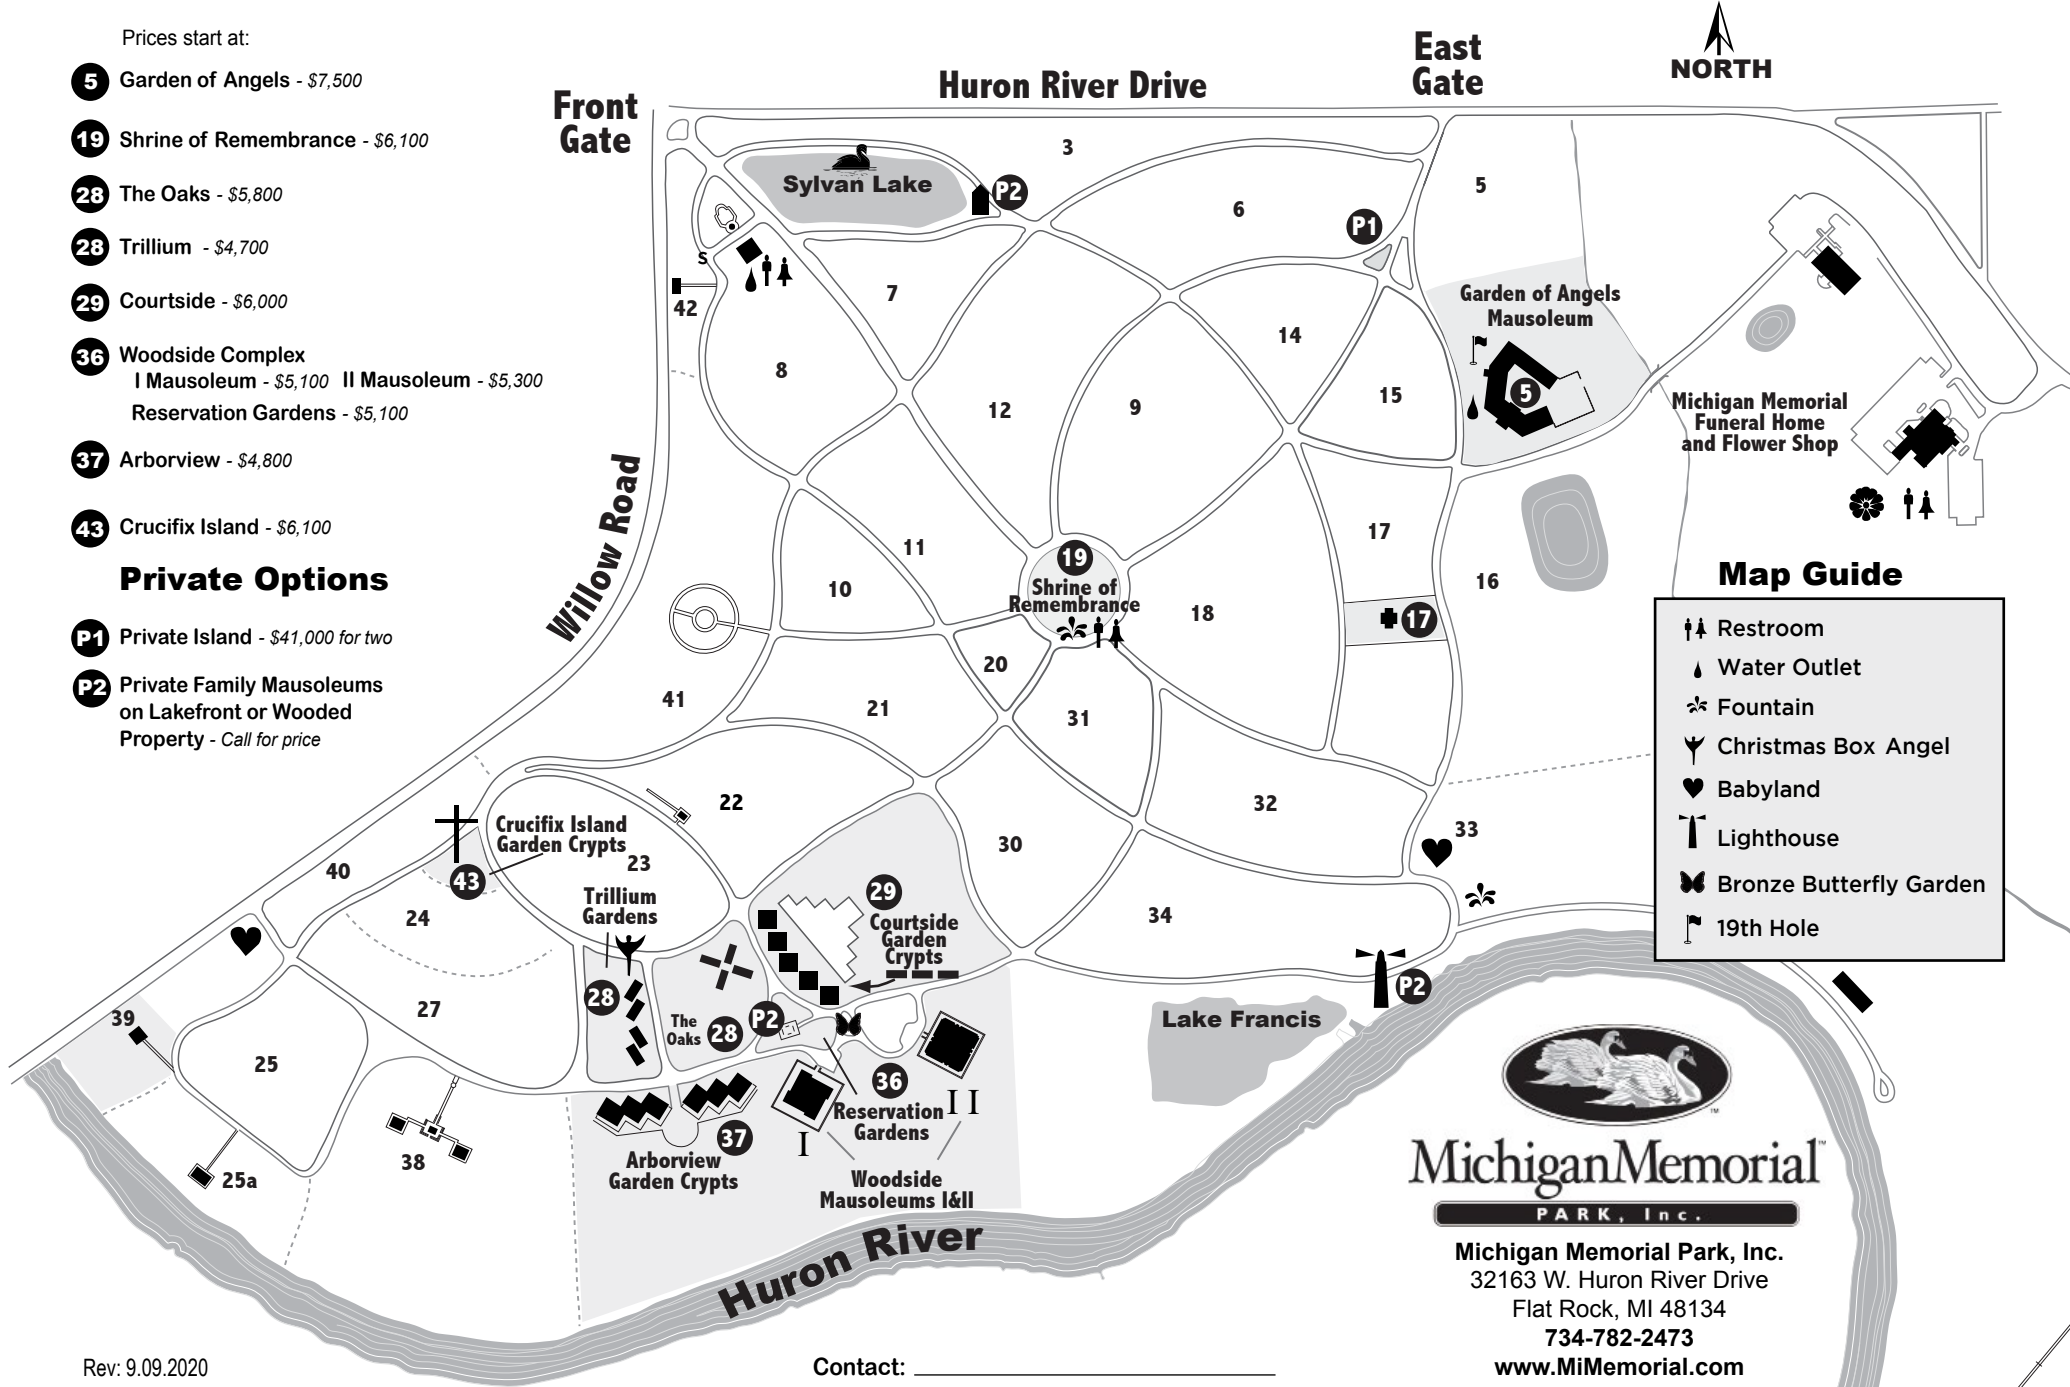 Prices start at:
5 Garden of Angels - $7,500
19 Shrine of Remembrance - $6,100
28 The Oaks - $5,800
28 Trillium - $4,700
29 Courtside - $6,000
36 Woodside Complex
I Mausoleum - $5,100 II Mausoleum - $5,300
Reservation Gardens - $5,100
37 Arborview - $4,800
43 Crucifix Island - $6,100
Private Options
P1 Private Island - $41,000 for two
P2 Private Family Mausoleums
on Lakefront or Wooded
Property - Call for price
Front
Gate
Huron River Drive
East
Gate
NORTH
3
Sylvan Lake
P2
6
P1
5
S
42
7
8
12
9
14
15
Garden of Angels
Mausoleum
5
Michigan Memorial
Funeral Home
and Flower Shop
Willow Road
11
10
19
Shrine of
Remembrance
18
17
17
16
20
41
21
31
22
32
33
30
34
Crucifix Island
Garden Crypts
23
43
40
24
Trillium
Gardens
28
29
Courtside
Garden
Crypts
The
Oaks
28
P2
27
39
25
25a
38
36
Reservation
Gardens
I
II
37
Arborview
Garden Crypts
Woodside
Mausoleums I&II
Lake Francis
P2
Huron River
Map Guide
Restroom
Water Outlet
Fountain
Christmas Box Angel
Babyland
Lighthouse
Bronze Butterfly Garden
19th Hole
TM
MichiganMemorial™
PARK, Inc.
Michigan Memorial Park, Inc.
32163 W. Huron River Drive
Flat Rock, MI 48134
734-782-2473
www.MiMemorial.com
Rev: 9.09.2020
Contact: